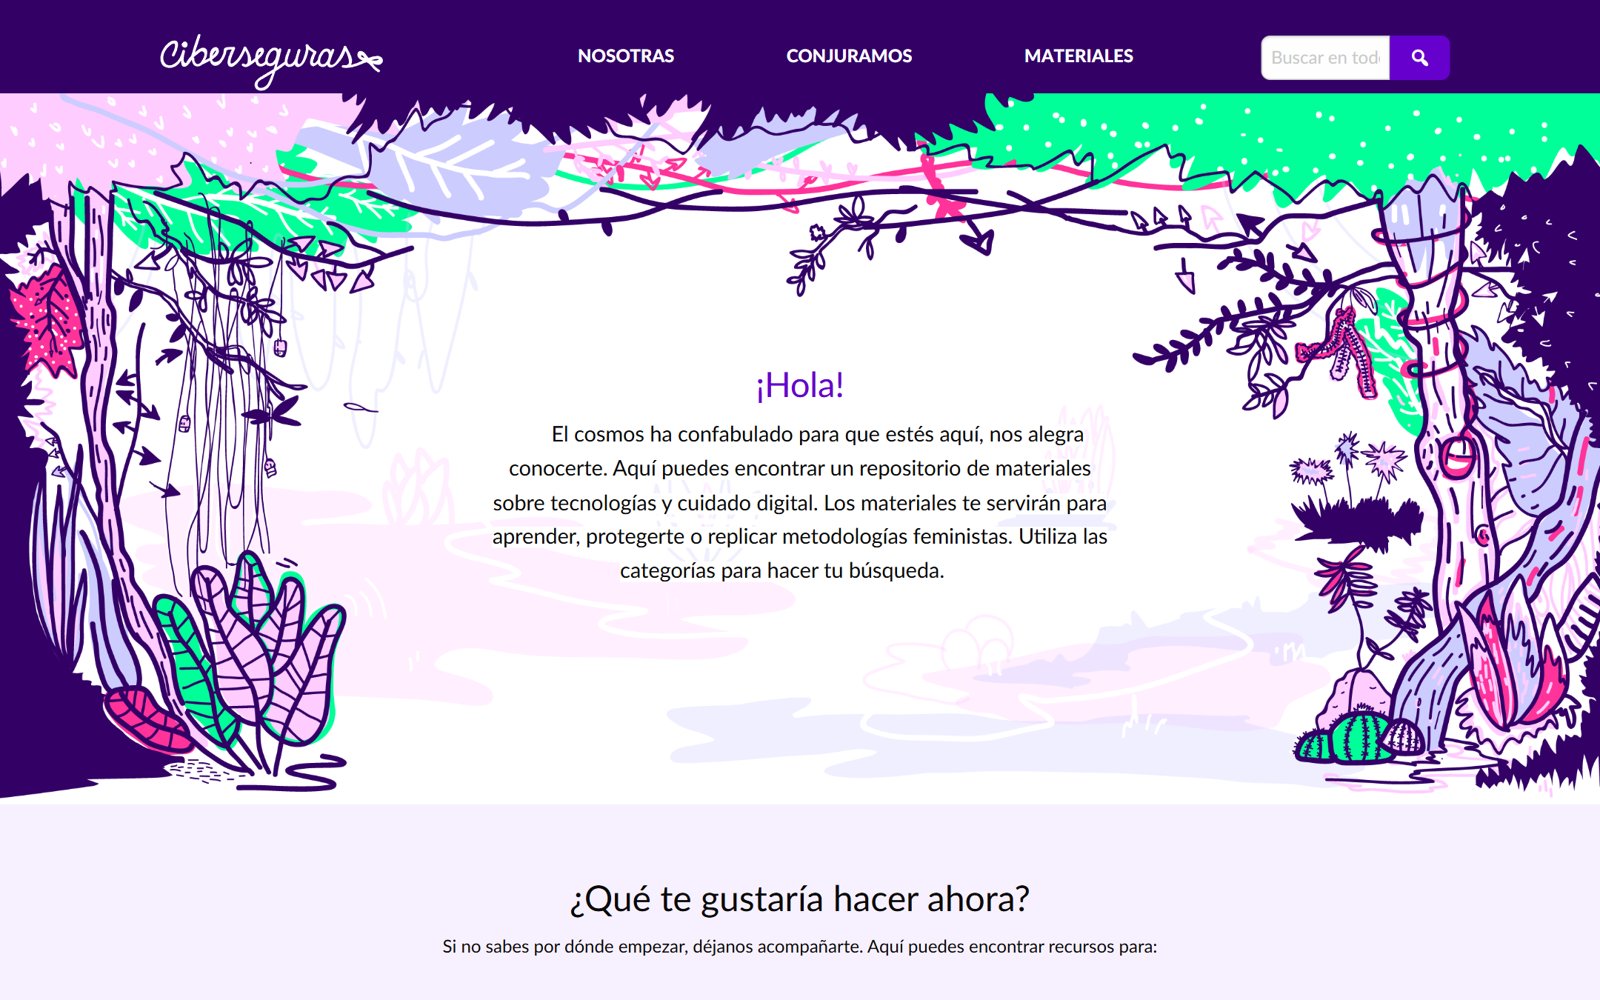 Ciberseguras
NOSOTRAS
CONJURAMOS
MATERIALES
Buscar en tod
¡Hola!
El cosmos ha confabulado para que estés aquí, nos alegra
conocerte. Aquí puedes encontrar un repositorio de materiales
sobre tecnologías y cuidado digital. Los materiales te servirán para
aprender, protegerte o replicar metodologías feministas. Utiliza las
categorías para hacer tu búsqueda.
¿Qué te gustaría hacer ahora?
Si no sabes por dónde empezar, déjanos acompañarte. Aquí puedes encontrar recursos para: